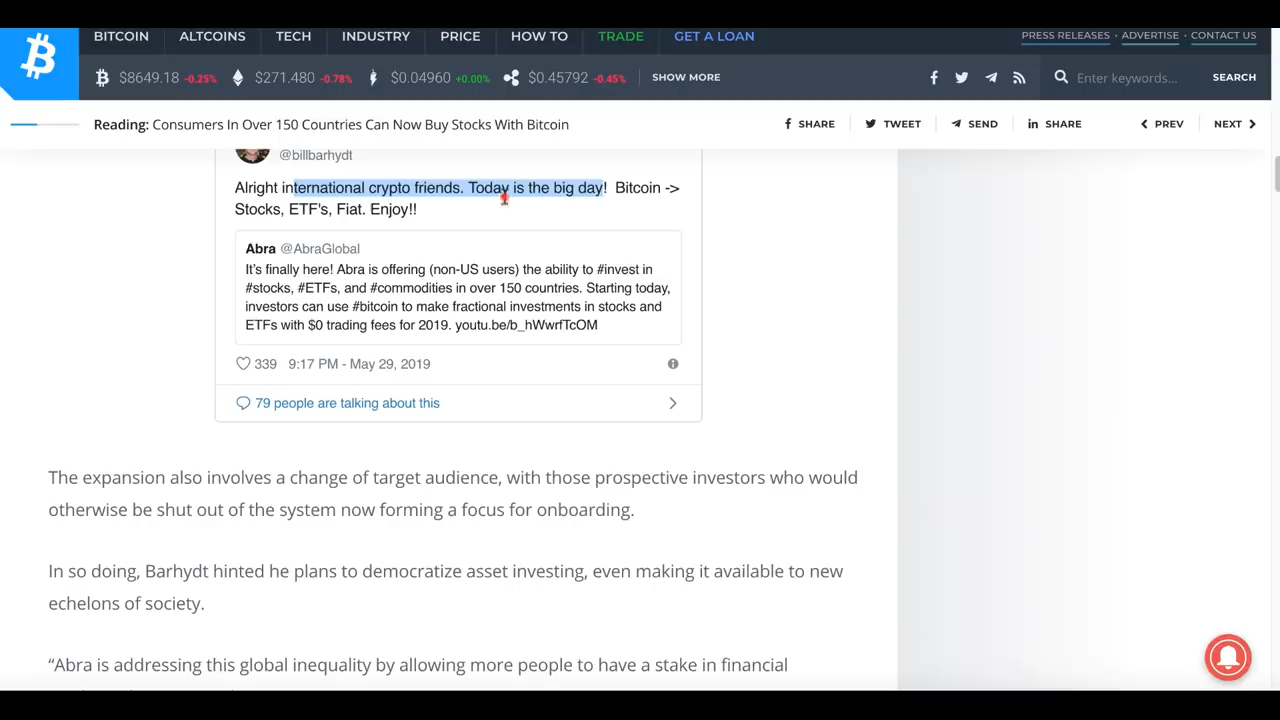 BITCOIN ALTCOINS TECH INDUSTRY PRICE HOW TO TRADE GET A LOAN PRESS RELEASES · ADVERTISE · CONTACT US
$8649.18 -0.25% $271.480 -0.78% $0.04960 +0.00% $0.45792 -0.45% SHOW MORE Enter keywords... SEARCH
Reading: Consumers In Over 150 Countries Can Now Buy Stocks With Bitcoin SHARE TWEET SEND SHARE PREV NEXT
@billbarhydt
Alright international crypto friends. Today is the big day! Bitcoin ->
Stocks, ETF's, Fiat. Enjoy!!
Abra @AbraGlobal
It's finally here! Abra is offering (non-US users) the ability to #invest in
#stocks, #ETFs, and #commodities in over 150 countries. Starting today,
investors can use #bitcoin to make fractional investments in stocks and
ETFs with $0 trading fees for 2019. youtu.be/b_hWwrfTcOM
339 9:17 PM - May 29, 2019
79 people are talking about this
The expansion also involves a change of target audience, with those prospective investors who would
otherwise be shut out of the system now forming a focus for onboarding.
In so doing, Barhydt hinted he plans to democratize asset investing, even making it available to new
echelons of society.
“Abra is addressing this global inequality by allowing more people to have a stake in financial